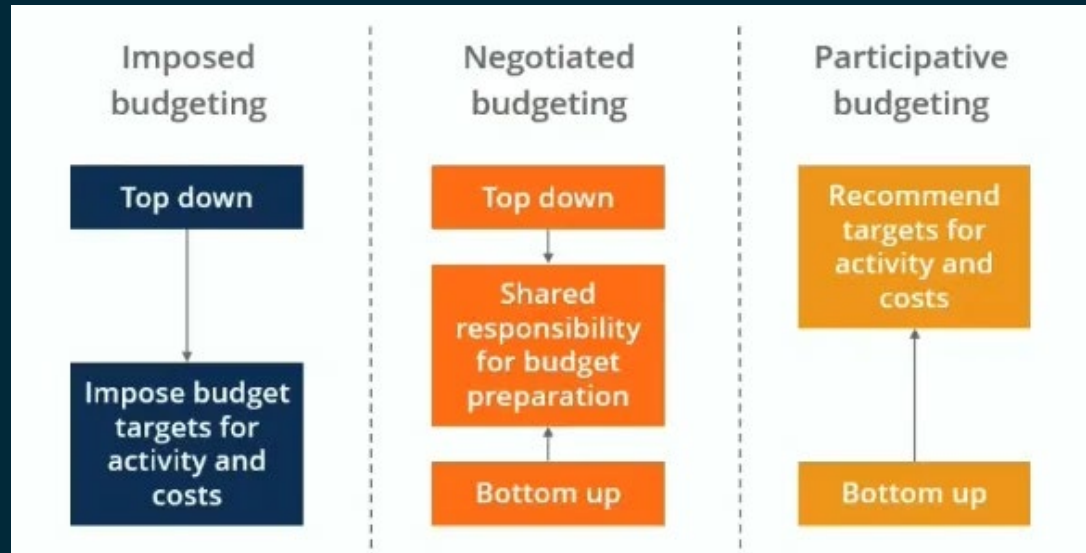 Imposed
budgeting
Top down
Impose budget
targets for
activity and
costs
Negotiated
budgeting
Top down
Shared
responsibility
for budget
preparation
Bottom up
Participative
budgeting
Recommend
targets for
activity and
costs
Bottom up